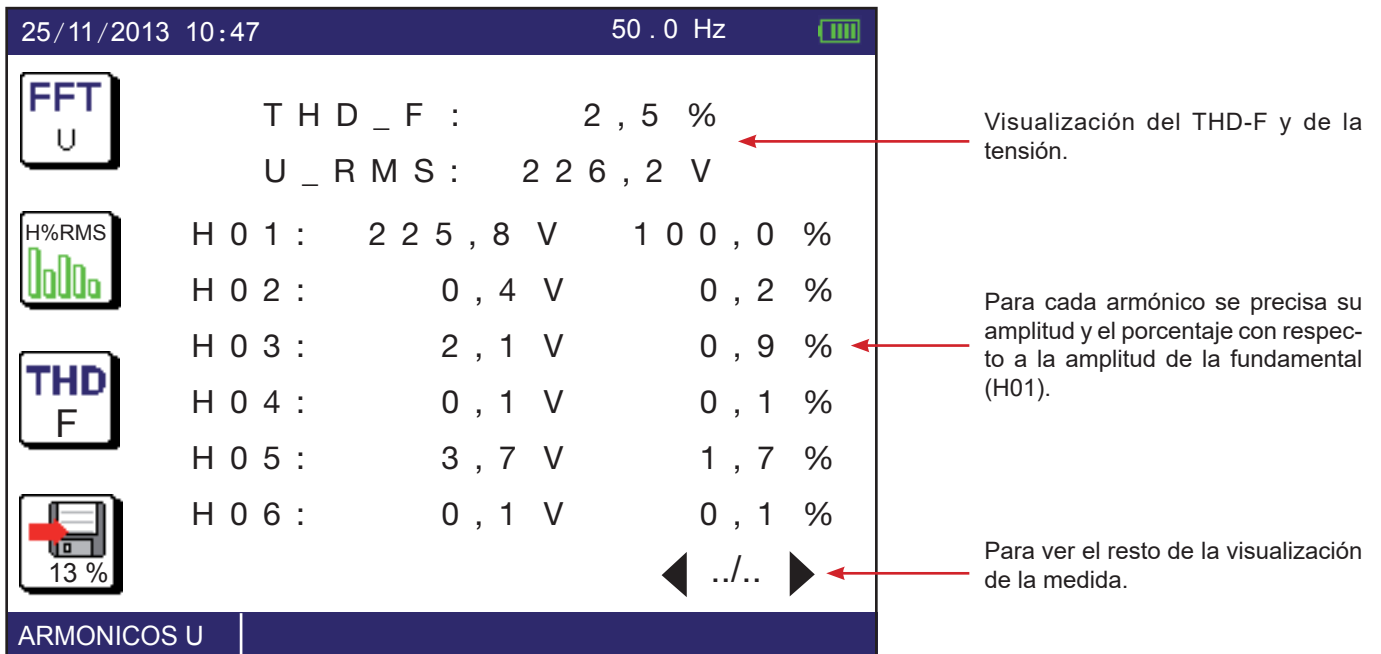 25/11/2013 10:47 50.0 Hz
FFT
U
THD_F: 2,5 %
U_RMS: 226,2 V
Visualización del THD-F y de la
tensión.
H%RMS
H01: 225,8 V 100,0 %
H02: 0,4 V 0,2 %
H03: 2,1 V 0,9 %
H04: 0,1 V 0,1 %
H05: 3,7 V 1,7 %
H06: 0,1 V 0,1 %
Para cada armónico se precisa su
amplitud y el porcentaje con respec-
to a la amplitud de la fundamental
(H01).
THD
F
13 %
../..
Para ver el resto de la visualización
de la medida.
ARMONICOS U